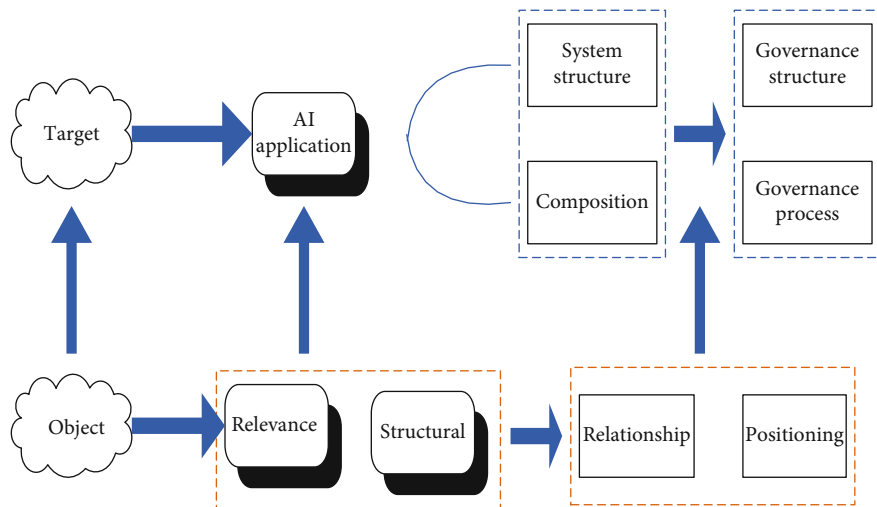 Target
AI
application
System
structure
Composition
Governance
structure
Governance
process
Object
Relevance
Structural
Relationship
Positioning